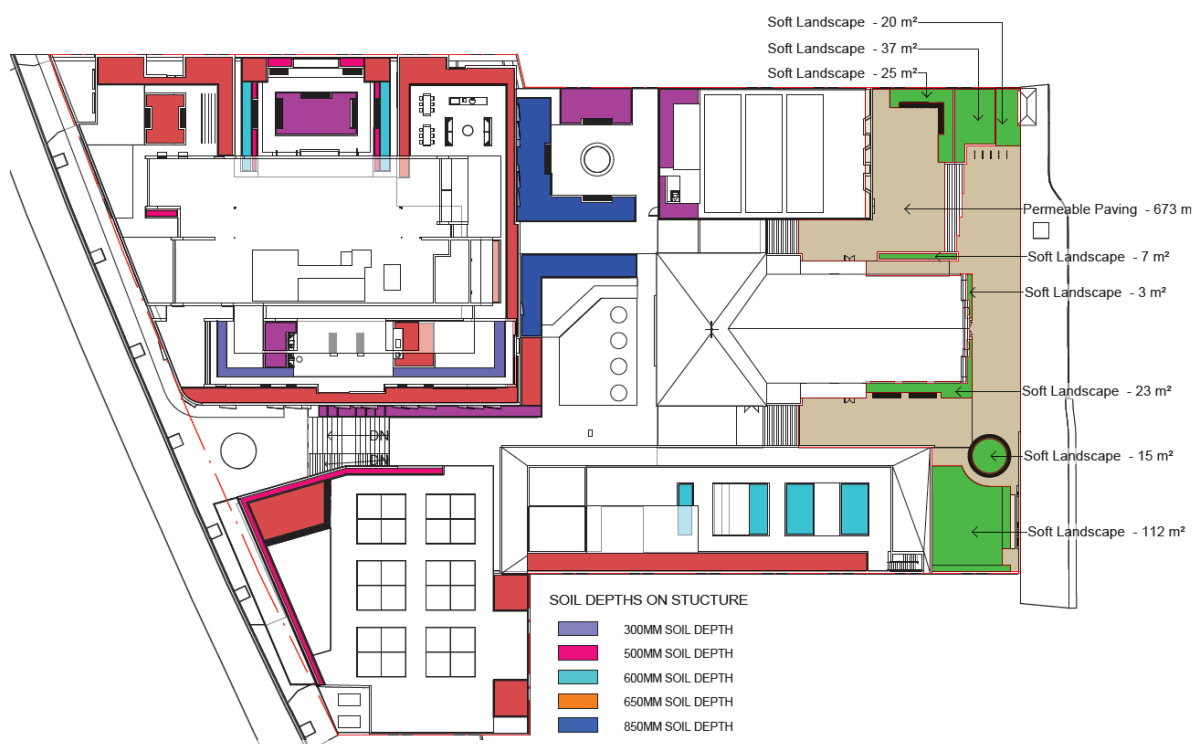 Soft Landscape - 20 m²
Soft Landscape - 37 m²
Soft Landscape - 25 m²
Permeable Paving - 673 m
Soft Landscape - 7 m²
Soft Landscape - 3 m²
Soft Landscape - 23 m²
DN
DN
Soft Landscape - 15 m²
Soft Landscape - 112 m²
SOIL DEPTHS ON STUCTURE
300MM SOIL DEPTH
500MM SOIL DEPTH
600MM SOIL DEPTH
650MM SOIL DEPTH
850MM SOIL DEPTH